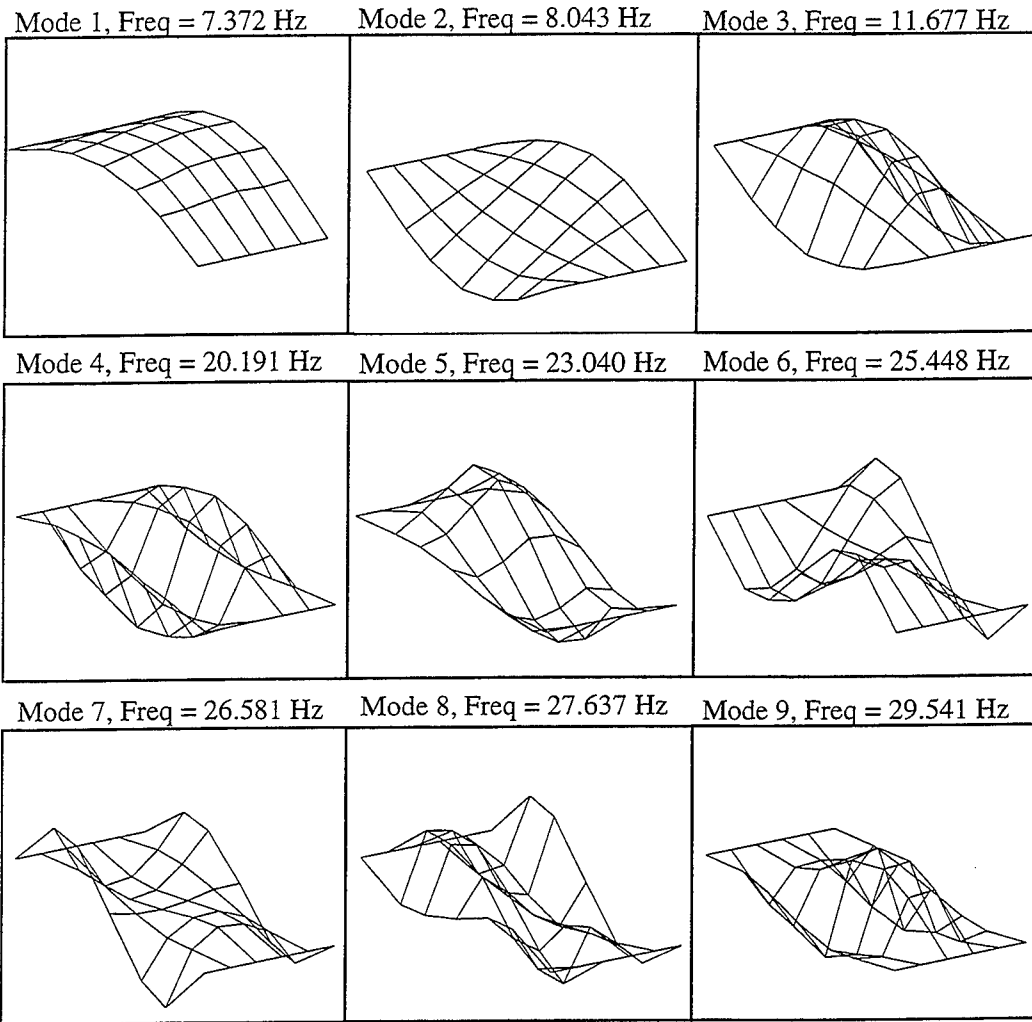 Mode 1, Freq = 7.372 Hz
Mode 2, Freq = 8.043 Hz
Mode 3, Freq = 11.677 Hz
Mode 4, Freq = 20.191 Hz
Mode 5, Freq = 23.040 Hz
Mode 6, Freq = 25.448 Hz
Mode 7, Freq = 26.581 Hz
Mode 8, Freq = 27.637 Hz
Mode 9, Freq = 29.541 Hz